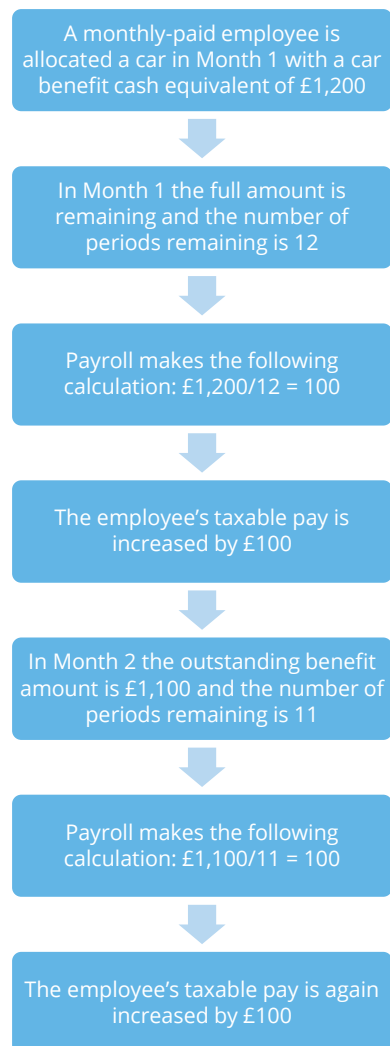 A monthly-paid employee is
allocated a car in Month 1 with a car
benefit cash equivalent of £1,200
In Month 1 the full amount is
remaining and the number of
periods remaining is 12
Payroll makes the following
calculation: £1,200/12 = 100
The employee’s taxable pay is
increased by £100
In Month 2 the outstanding benefit
amount is £1,100 and the number of
periods remaining is 11
Payroll makes the following
calculation: £1,100/11 = 100
The employee’s taxable pay is again
increased by £100